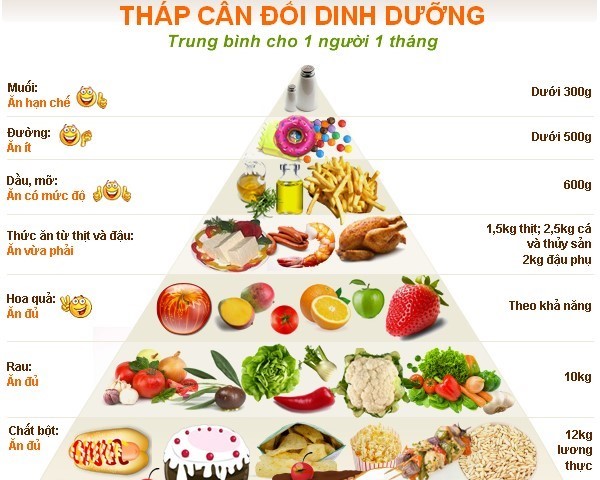 THÁP CÂN ĐỐI DINH DƯỠNG
Trung bình cho 1 người 1 tháng
Muối:
Ăn hạn chế
Dưới 300g
Đường:
Ăn ít
Dưới 500g
Dầu, mỡ:
Ăn có mức độ
600g
Thức ăn từ thịt và đậu:
Ăn vừa phải
1,5kg thịt; 2,5kg cá
và thủy sản
2kg đậu phụ
Hoa quả:
Ăn đủ
Theo khả năng
Rau:
Ăn đủ
10kg
Chất bột:
Ăn đủ
12kg
lương
thực